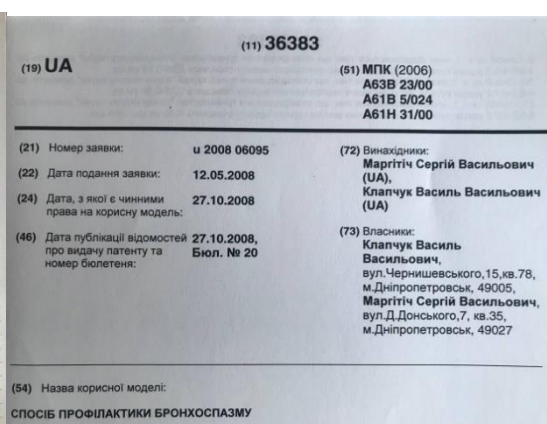 (11) 36383
(19) UA
(51) МПК (2006)
A63B 23/00
A61B 5/024
A61H 31/00
(21) Номер заявки: u 2008 06095
(22) Дата подання заявки: 12.05.2008
(24) Дата, з якої є чинними 27.10.2008
права на корисну модель:
(46) Дата публікації відомостей 27.10.2008,
про видачу патенту та Бюл. № 20
номер бюлетеня:
(72) Винахідники:
Маргітіч Сергій Васильович
(UA),
Клапчук Василь Васильович
(UA)
(73) Власники:
Клапчук Василь
Васильович,
вул.Чернишевського,15,кв.78,
м.Дніпропетровськ, 49005,
Маргітіч Сергій Васильович,
вул.Д.Донського,7, кв.35,
м.Дніпропетровськ, 49027
(54) Назва корисної моделі:
СПОСІБ ПРОФІЛАКТИКИ БРОНХОСПАЗМУ